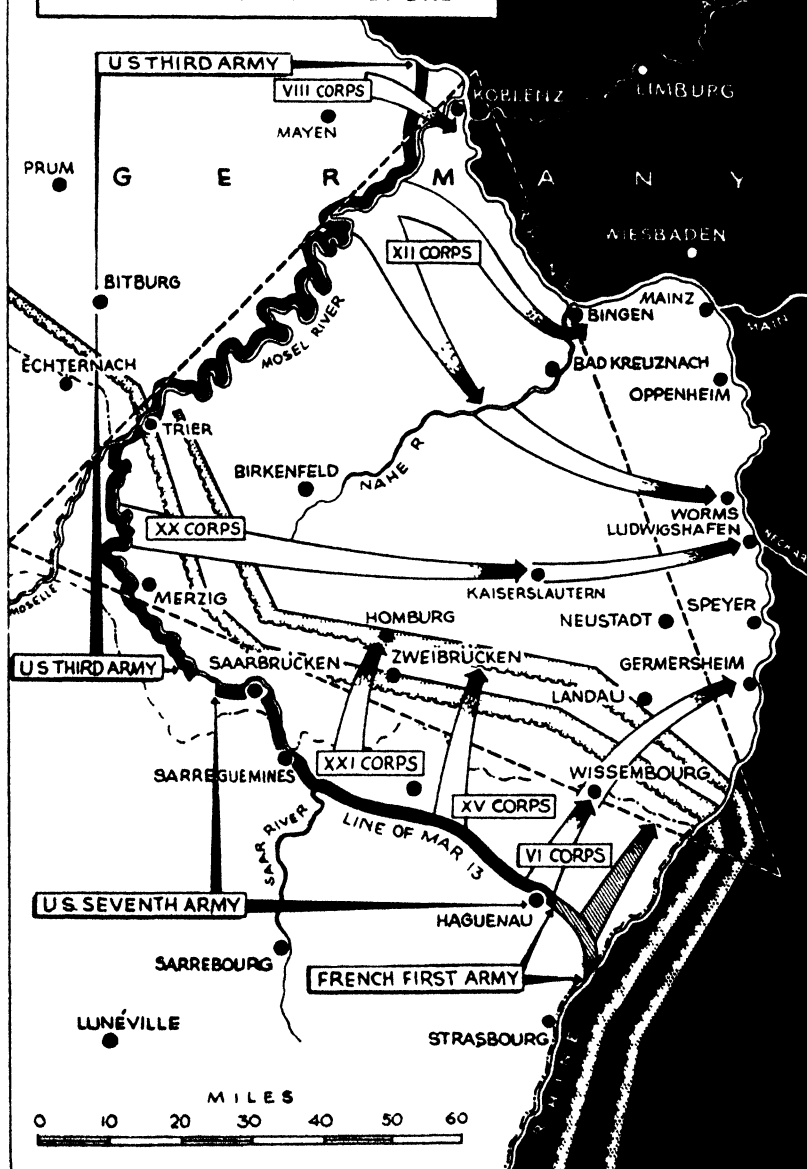 US THIRD ARMY
VIII CORPS
KOBLENZ
LIMBURG
MAYEN
PRUM
G E R M A N Y
WIESBADEN
XII CORPS
BITBURG
MAINZ
BINGEN
MAIN
MOSEL RIVER
ECHTERNACH
BAD KREUZNACH
OPPENHEIM
TRIER
BIRKENFELD
NAHE R
WORMS
XX CORPS
LUDWIGSHAFEN
NECKAR
KAISERSLAUTERN
MOSELLE
MERZIG
HOMBURG
NEUSTADT
SPEYER
US THIRD ARMY
SAARBRUCKEN
ZWEIBRUCKEN
GERMERSHEIM
LANDAU
XXI CORPS
SARREGUEMINES
WISSEMBOURG
XV CORPS
SAAR RIVER
LINE OF MAR 13
VI CORPS
U.S. SEVENTH ARMY
HAGUENAU
SARREBOURG
FRENCH FIRST ARMY
LUNÉVILLE
STRASBOURG
MILES
0 10 20 30 40 50 60